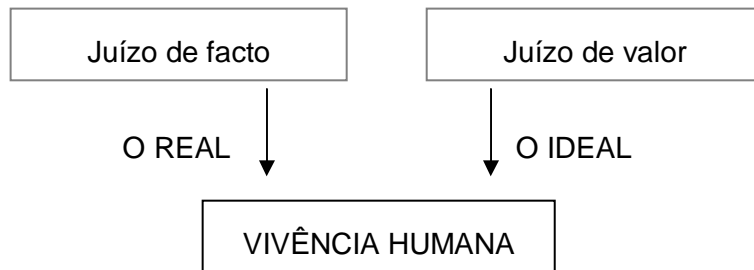 Juízo de facto
Juízo de valor
O REAL
O IDEAL
VIVÊNCIA HUMANA